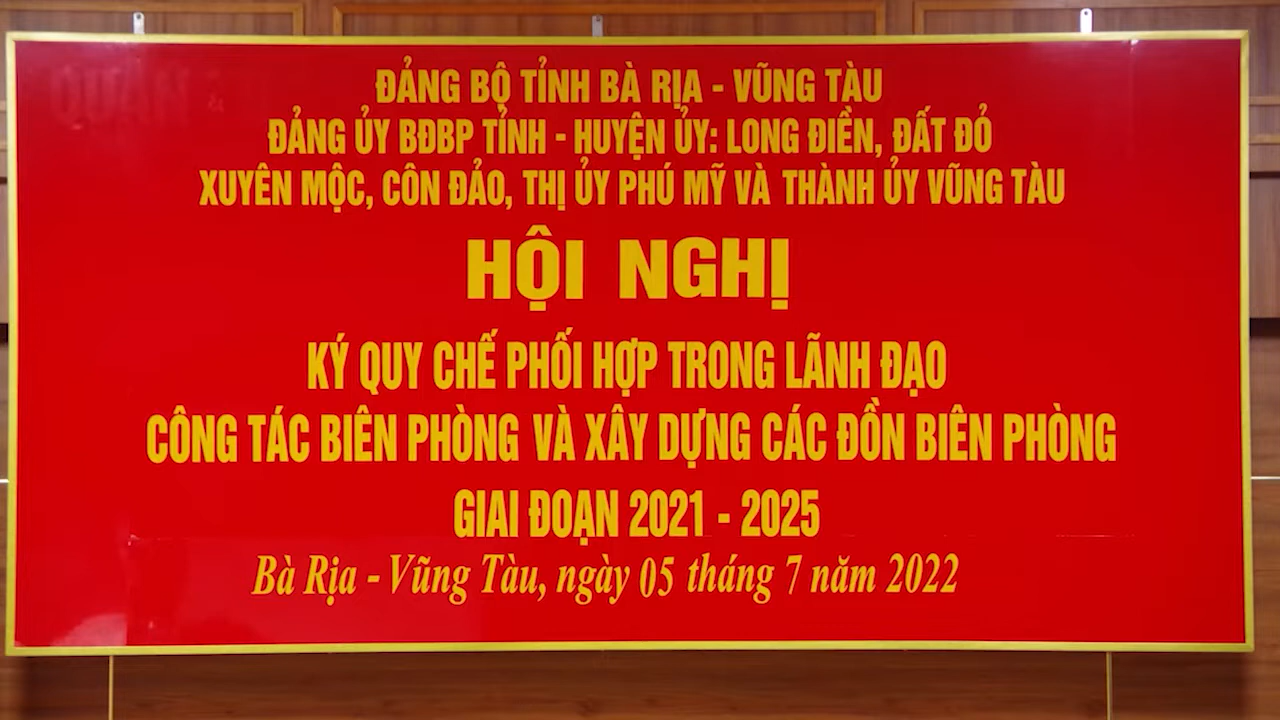 ĐẢNG BỘ TỈNH BÀ RỊA - VŨNG TÀU
ĐẢNG ỦY BĐBP TỈNH - HUYỆN ỦY: LONG ĐIỀN, ĐẤT ĐỎ
XUYÊN MỘC, CÔN ĐẢO, THỊ ỦY PHÚ MỸ VÀ THÀNH ỦY VŨNG TÀU
HỘI NGHỊ
KÝ QUY CHẾ PHỐI HỢP TRONG LÃNH ĐẠO
CÔNG TÁC BIÊN PHÒNG VÀ XÂY DỰNG CÁC ĐỒN BIÊN PHÒNG
GIAI ĐOẠN 2021 - 2025
Bà Rịa - Vũng Tàu, ngày 05 tháng 7 năm 2022